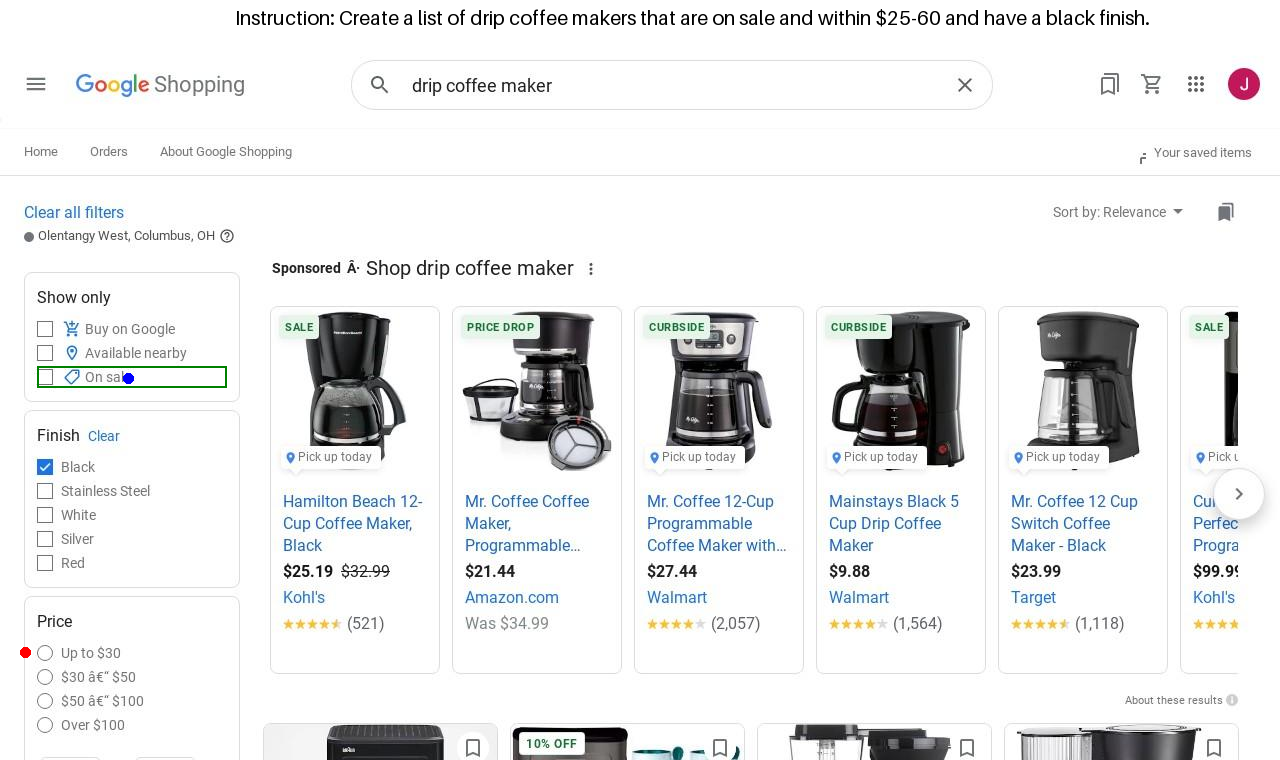 Instruction: Create a list of drip coffee makers that are on sale and within $25-60 and have a black finish.
Google Shopping
drip coffee maker
J
Home
Orders
About Google Shopping
Your saved items
Clear all filters
Olentangy West, Columbus, OH
Sort by: Relevance
Sponsored Â· Shop drip coffee maker
Show only
Buy on Google
Available nearby
On sale
Finish Clear
Black
Stainless Steel
White
Silver
Red
Price
Up to $30
$30 â€“ $50
$50 â€“ $100
Over $100
SALE
Pick up today
Hamilton Beach 12-
Cup Coffee Maker,
Black
$25.19 $32.99
Kohl's
(521)
PRICE DROP
Mr. Coffee Coffee
Maker,
Programmable…
$21.44
Amazon.com
Was $34.99
CURBSIDE
Pick up today
Mr. Coffee 12-Cup
Programmable
Coffee Maker with…
$27.44
Walmart
(2,057)
CURBSIDE
Pick up today
Mainstays Black 5
Cup Drip Coffee
Maker
$9.88
Walmart
(1,564)
Pick up today
Mr. Coffee 12 Cup
Switch Coffee
Maker - Black
$23.99
Target
(1,118)
SALE
Pick u
Perfec
Progra
$99.99
Kohl's
About these results
10% OFF